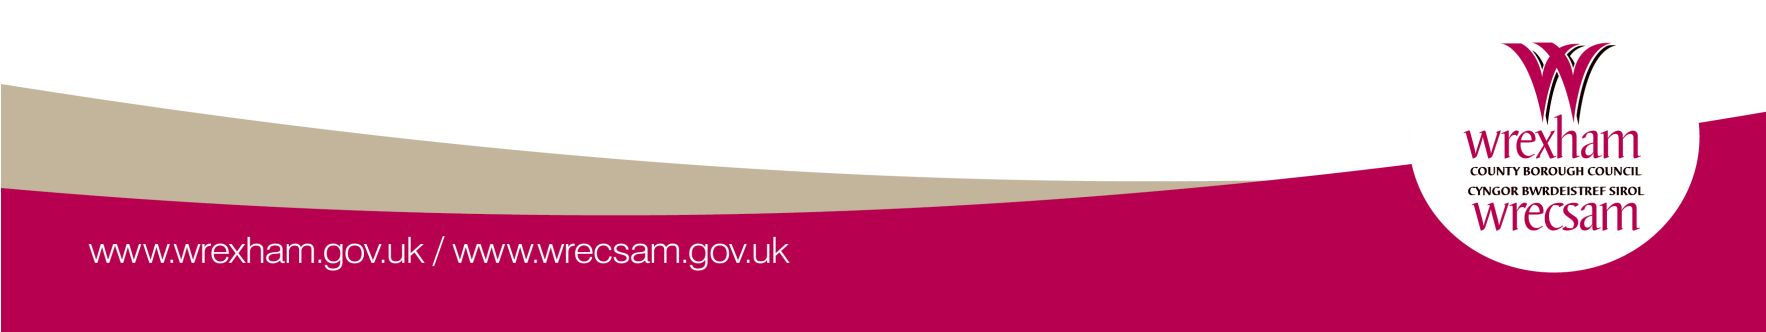 www.wrexham.gov.uk / www.wrecsam.gov.uk
wrexham
COUNTY BOROUGH COUNCIL
CYNGOR BWRDEISTREF SIROL
wrecsam